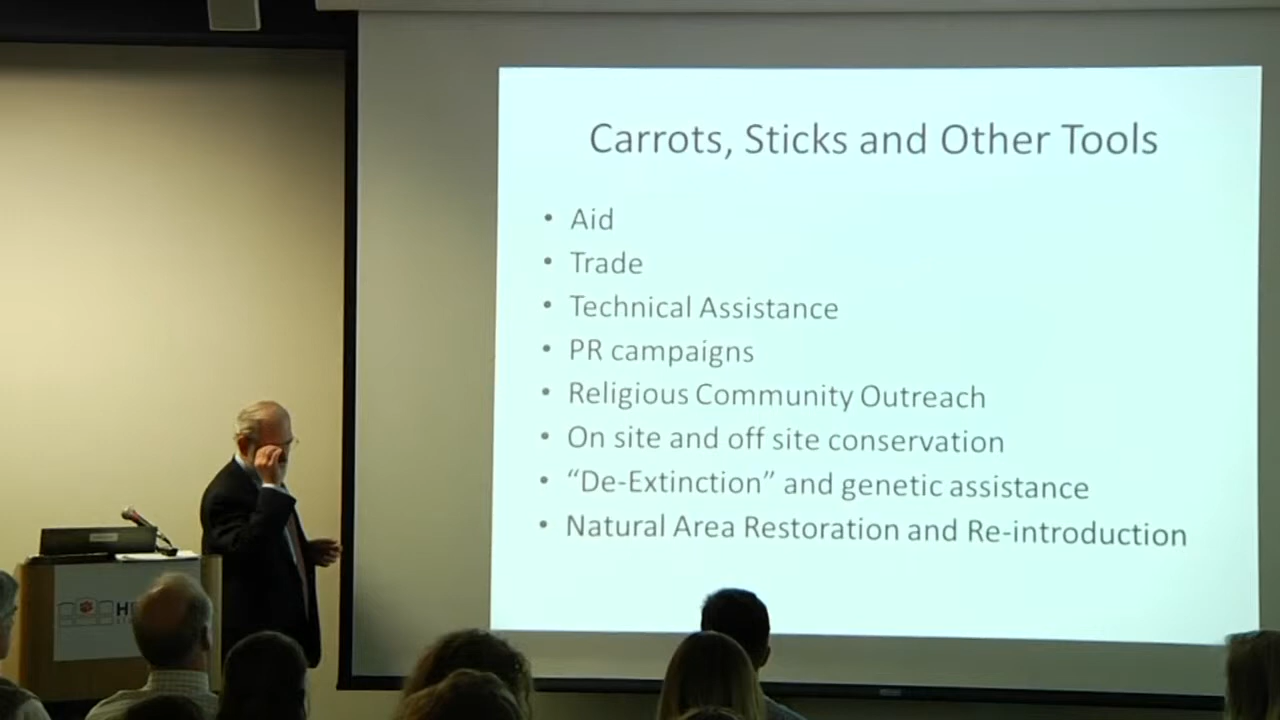 Carrots, Sticks and Other Tools
• Aid
• Trade
• Technical Assistance
• PR campaigns
• Religious Community Outreach
• On site and off site conservation
• “De-Extinction” and genetic assistance
• Natural Area Restoration and Re-introduction